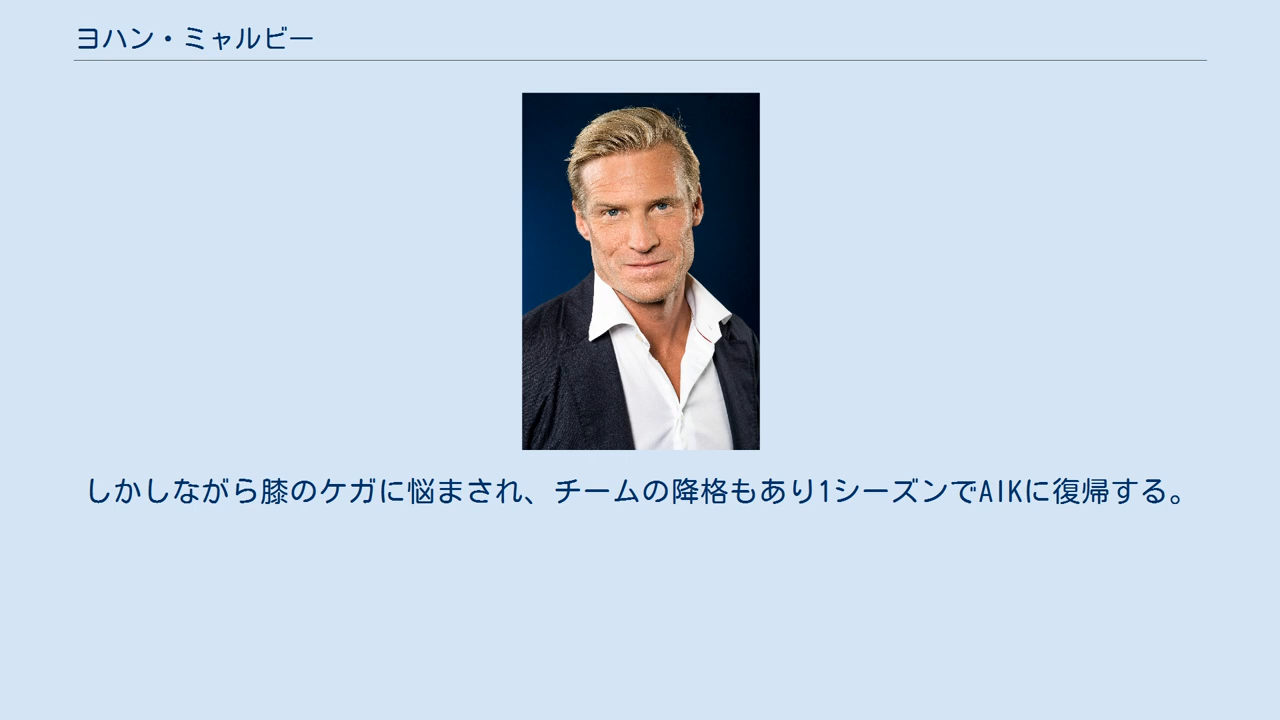 ヨハン・ミャルビー
しかしながら膝のケガに悩まされ、チームの降格もあり1シーズンでAIKに復帰する。